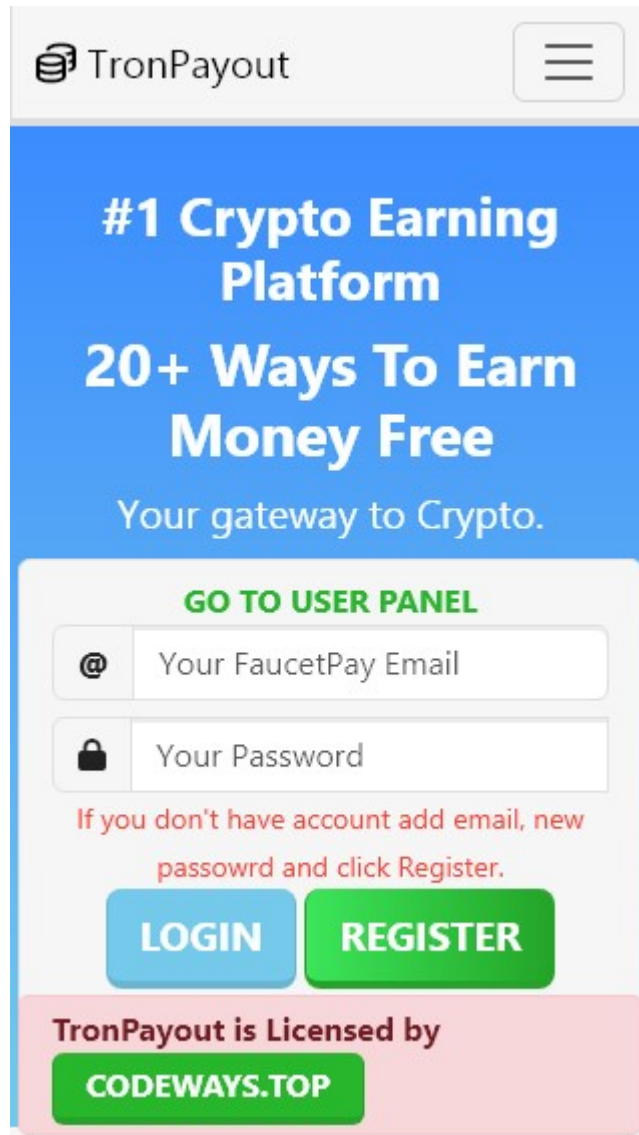 TronPayout
#1 Crypto Earning
Platform
20+ Ways To Earn
Money Free
Your gateway to Crypto.
GO TO USER PANEL
@ Your FaucetPay Email
Your Password
If you don't have account add email, new
passowrd and click Register.
LOGIN REGISTER
TronPayout is Licensed by
CODEWAYS.TOP